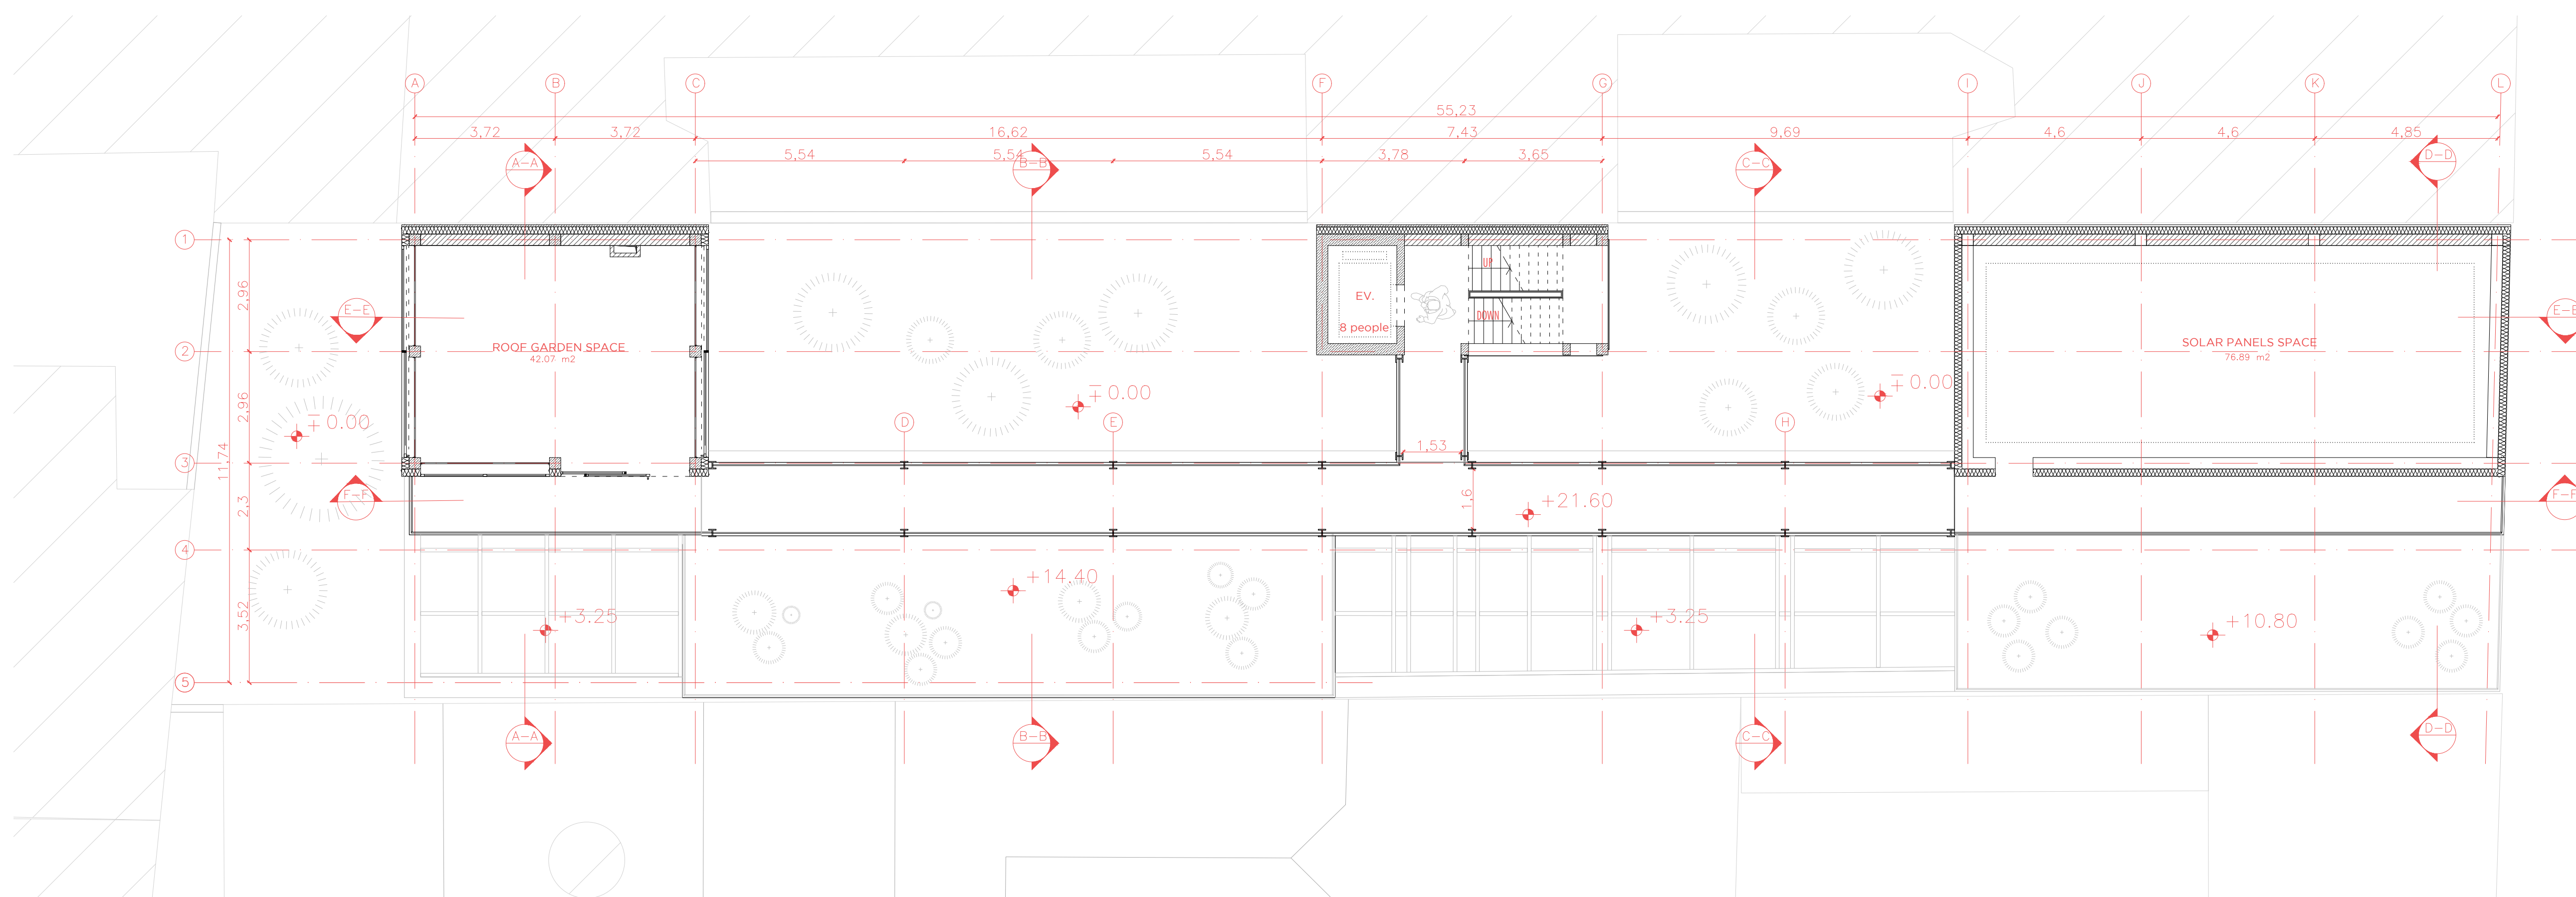 A B C F G I J K L
55,23
3,72 3,72 16,62 7,43 9,69 4,6 4,6 4,85
5,54 5,54 5,54 3,78 3,65
A-A B-B C-C D-D
1
UP
EV.
2,96
E-E E-E
8 people
DOWN
2
ROOF GARDEN SPACE
42.07 m2
SOLAR PANELS SPACE
76.89 m2
∓0.00 ∓0.00 ∓0.00
2,96
D E H
11,74
1,53
3
F-F F-F
2,3
1,6
+21.60
4
+14.40
3,52
+3.25 +3.25 +10.80
5
A-A B-B C-C D-D